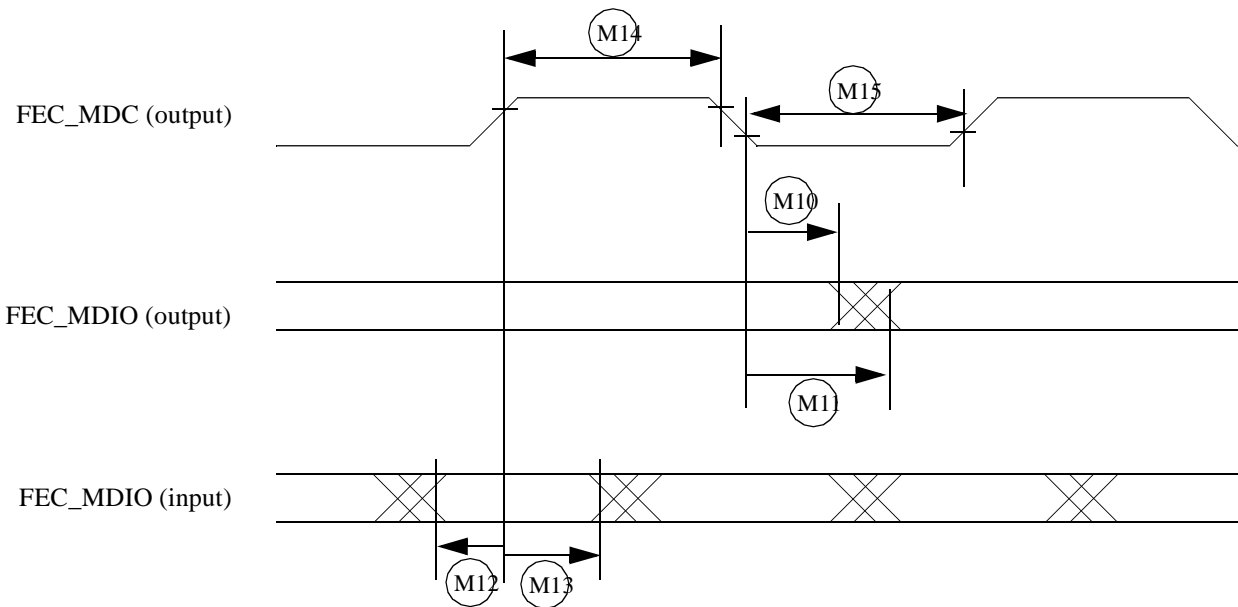 M14
FEC_MDC (output)
M15
M10
FEC_MDIO (output)
M11
FEC_MDIO (input)
M12
M13